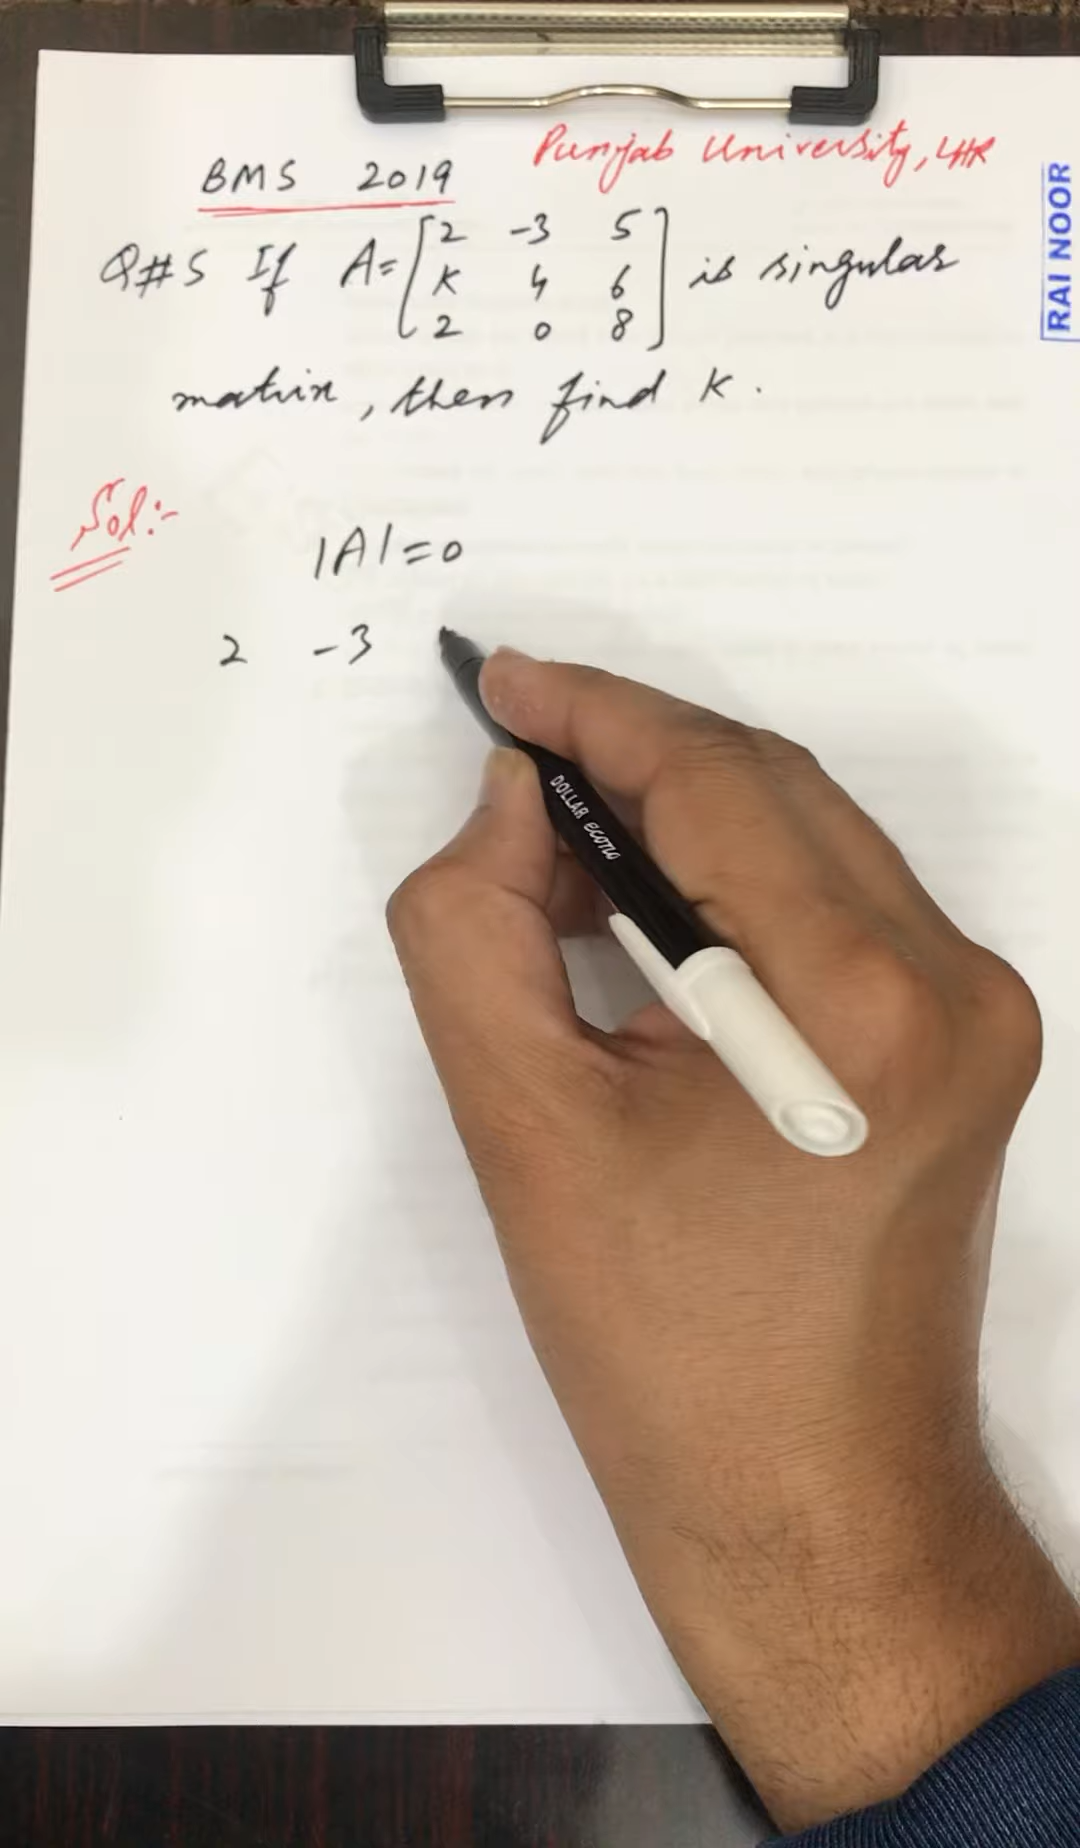 BMS 2019 Punjab University, LHR
Q#5 If A= [2 -3 5
K 4 6
2 0 8] is singular
matrix, then find K.
Sol:-
|A|=0
2 -3
DOLLAR ECONO
RAI NOOR